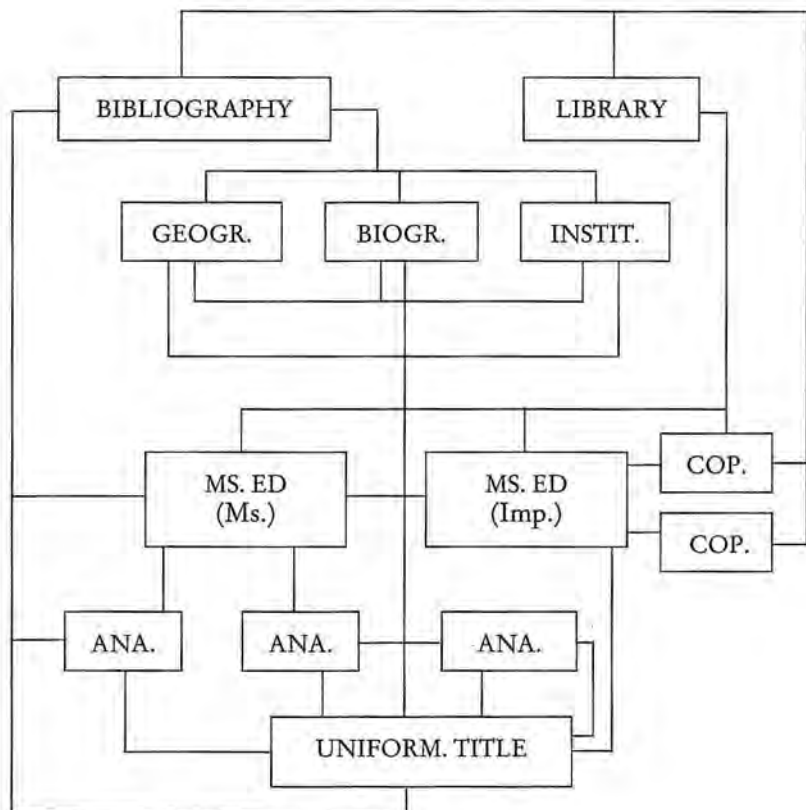 BIBLIOGRAPHY
LIBRARY
GEOGR.
BIOGR.
INSTIT.
MS. ED
(Ms.)
MS. ED
(Imp.)
COP.
COP.
ANA.
ANA.
ANA.
UNIFORM. TITLE